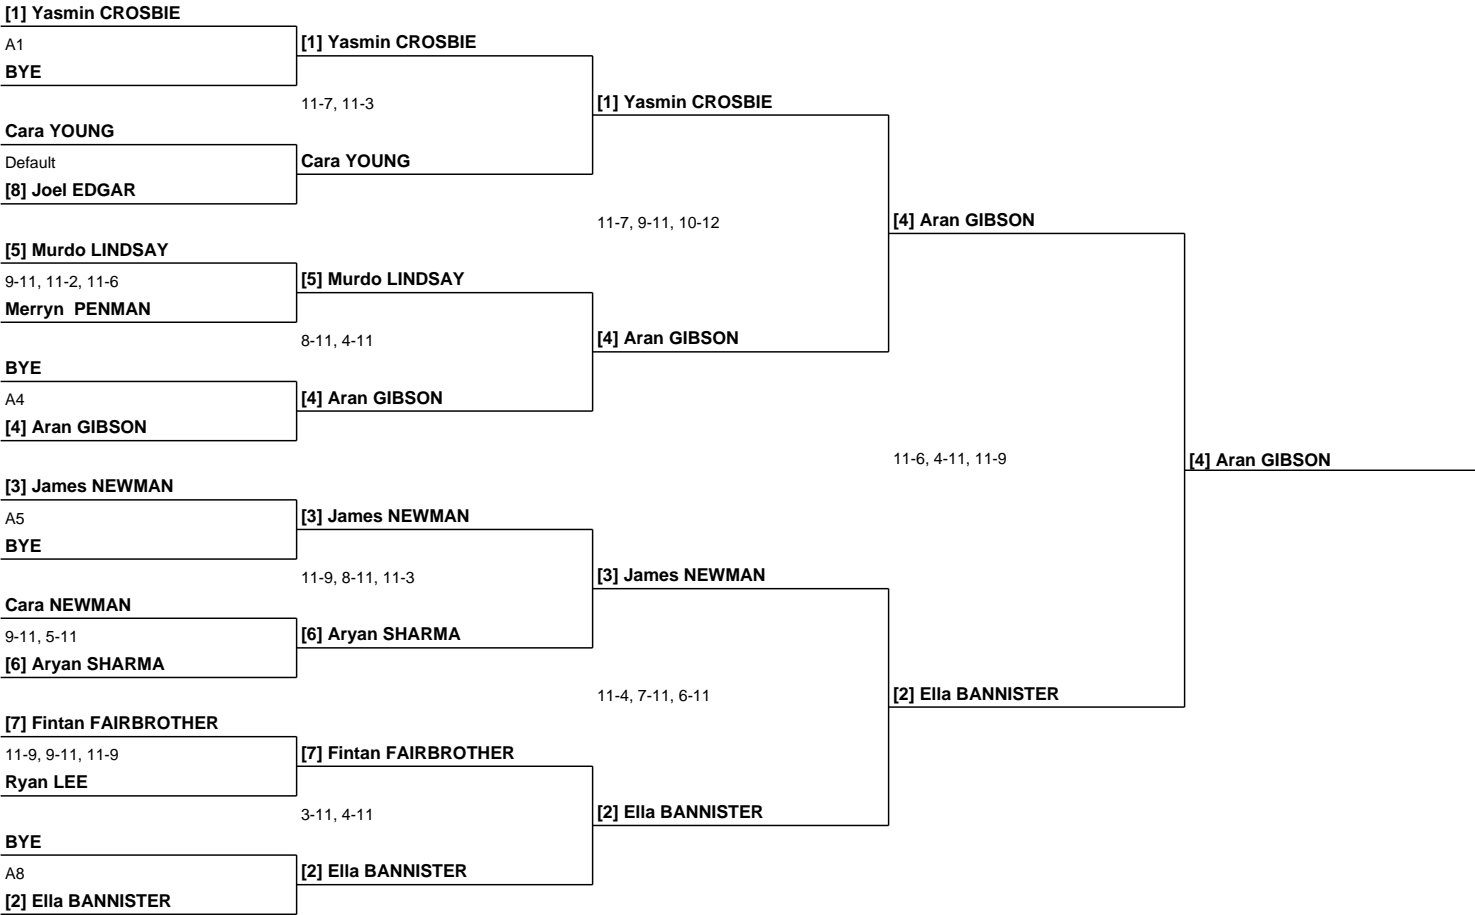 [1] Yasmin CROSBIE
A1
BYE
Cara YOUNG
Default
[8] Joel EDGAR
[5] Murdo LINDSAY
9-11, 11-2, 11-6
Merryn  PENMAN
BYE
A4
[4] Aran GIBSON
[3] James NEWMAN
A5
BYE
Cara NEWMAN
9-11, 5-11
[6] Aryan SHARMA
[7] Fintan FAIRBROTHER
11-9, 9-11, 11-9
Ryan LEE
BYE
A8
[2] Ella BANNISTER
[1] Yasmin CROSBIE
11-7, 11-3
Cara YOUNG
[5] Murdo LINDSAY
8-11, 4-11
[4] Aran GIBSON
[3] James NEWMAN
11-9, 8-11, 11-3
[6] Aryan SHARMA
[7] Fintan FAIRBROTHER
3-11, 4-11
[2] Ella BANNISTER
[1] Yasmin CROSBIE
11-7, 9-11, 10-12
[4] Aran GIBSON
[3] James NEWMAN
11-4, 7-11, 6-11
[2] Ella BANNISTER
[4] Aran GIBSON
11-6, 4-11, 11-9
[2] Ella BANNISTER
[4] Aran GIBSON